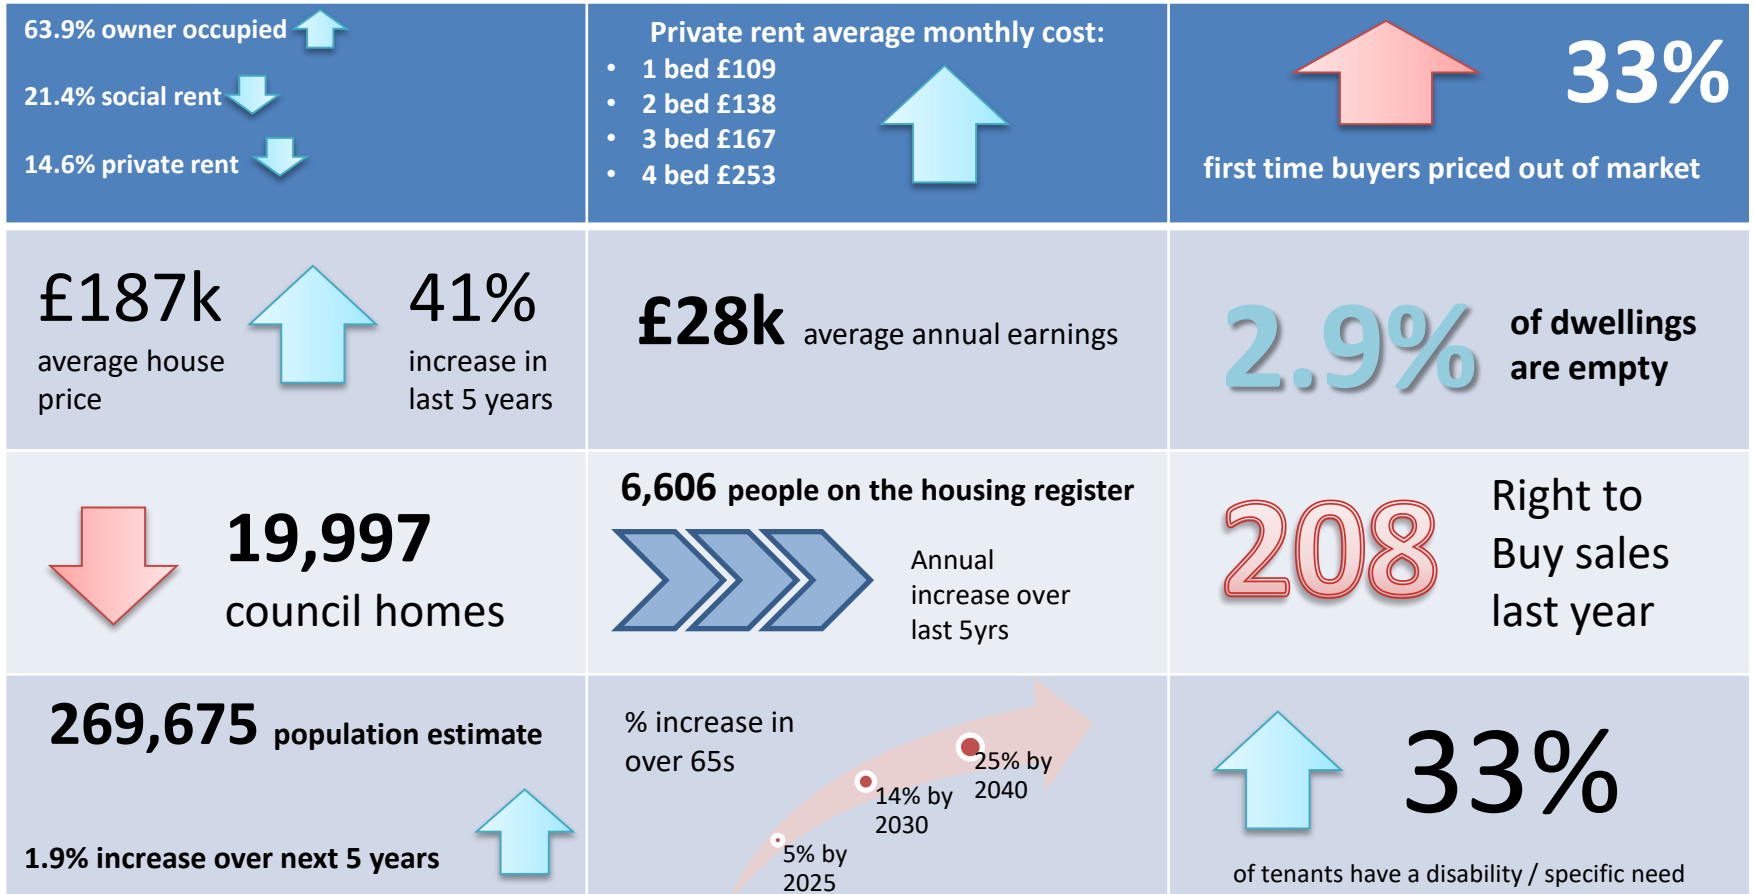 63.9% owner occupied
21.4% social rent
14.6% private rent
Private rent average monthly cost:
• 1 bed £109
• 2 bed £138
• 3 bed £167
• 4 bed £253
33%
first time buyers priced out of market
£187k
average house
price
41%
increase in
last 5 years
£28k average annual earnings
2.9%
of dwellings
are empty
19,997
council homes
6,606 people on the housing register
Annual
increase over
last 5yrs
208
Right to
Buy sales
last year
269,675 population estimate
1.9% increase over next 5 years
% increase in
over 65s
5% by
2025
14% by
2030
25% by
2040
33%
of tenants have a disability / specific need